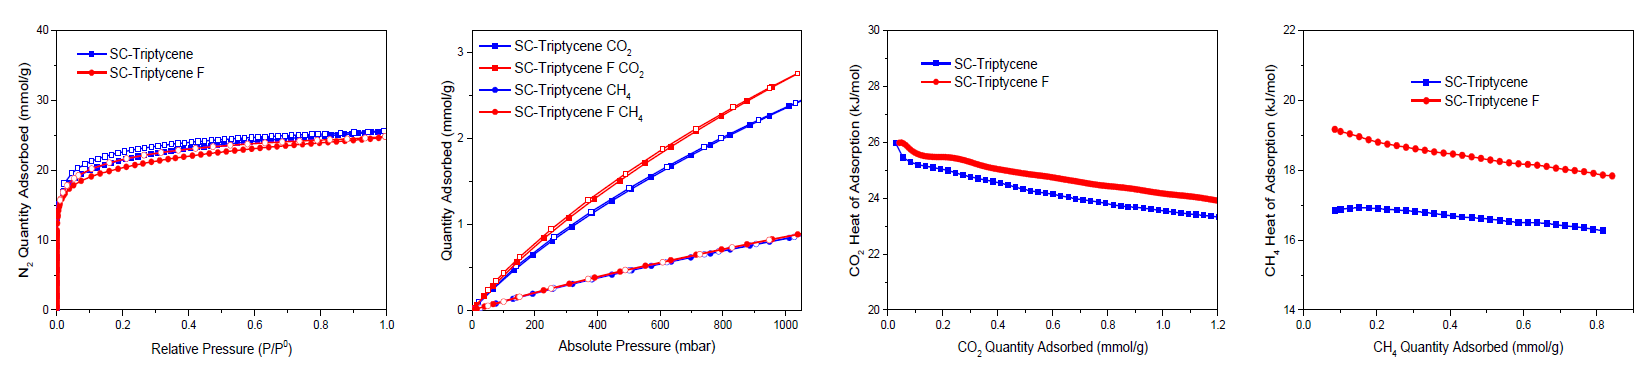 N2 Quantity Adsorboed (mmol/g)
40
30
20
10
0
SC-Triptycene
SC-Triptycene F
0.0 0.2 0.4 0.6 0.8 1.0
Relative Pressure (P/P⁰)
Quantity Adsorbed (mmol/g)
3
2
1
0
SC-Triptycene CO2
SC-Triptycene F CO2
SC-Triptycene CH4
SC-Triptycene F CH4
0 200 400 600 800 1000
Absolute Pressure (mbar)
CO2 Heat of Adsorption (kJ/mol)
30
28
26
24
22
20
SC-Triptycene
SC-Triptycene F
0.0 0.2 0.4 0.6 0.8 1.0 1.2
CO2 Quantity Adsorbed (mmol/g)
CH4 Heat of Adsorption (kJ/mol)
22
20
18
16
14
SC-Triptycene
SC-Triptycene F
0.0 0.2 0.4 0.6 0.8
CH4 Quantity Adsorbed (mmol/g)